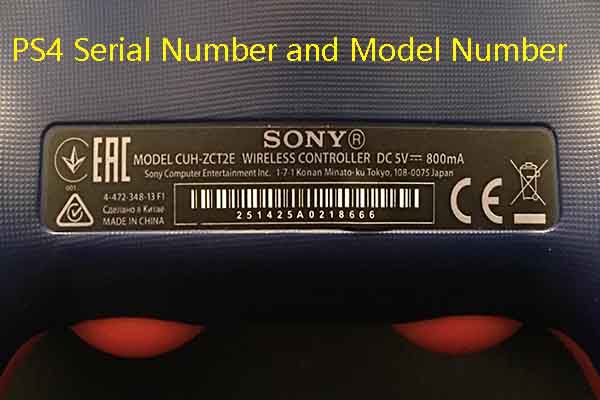 PS4 Serial Number and Model Number
SONY®
EAC
MODEL CUH-ZCT2E WIRELESS CONTROLLER DC 5V⎓ 800mA
Sony Computer Entertainment Inc. 1-7-1 Konan Minato-ku Tokyo, 108-0075 Japan
001
4-472-348-13 F1
Сделано в Китае
MADE IN CHINA
251425A0218666
CE